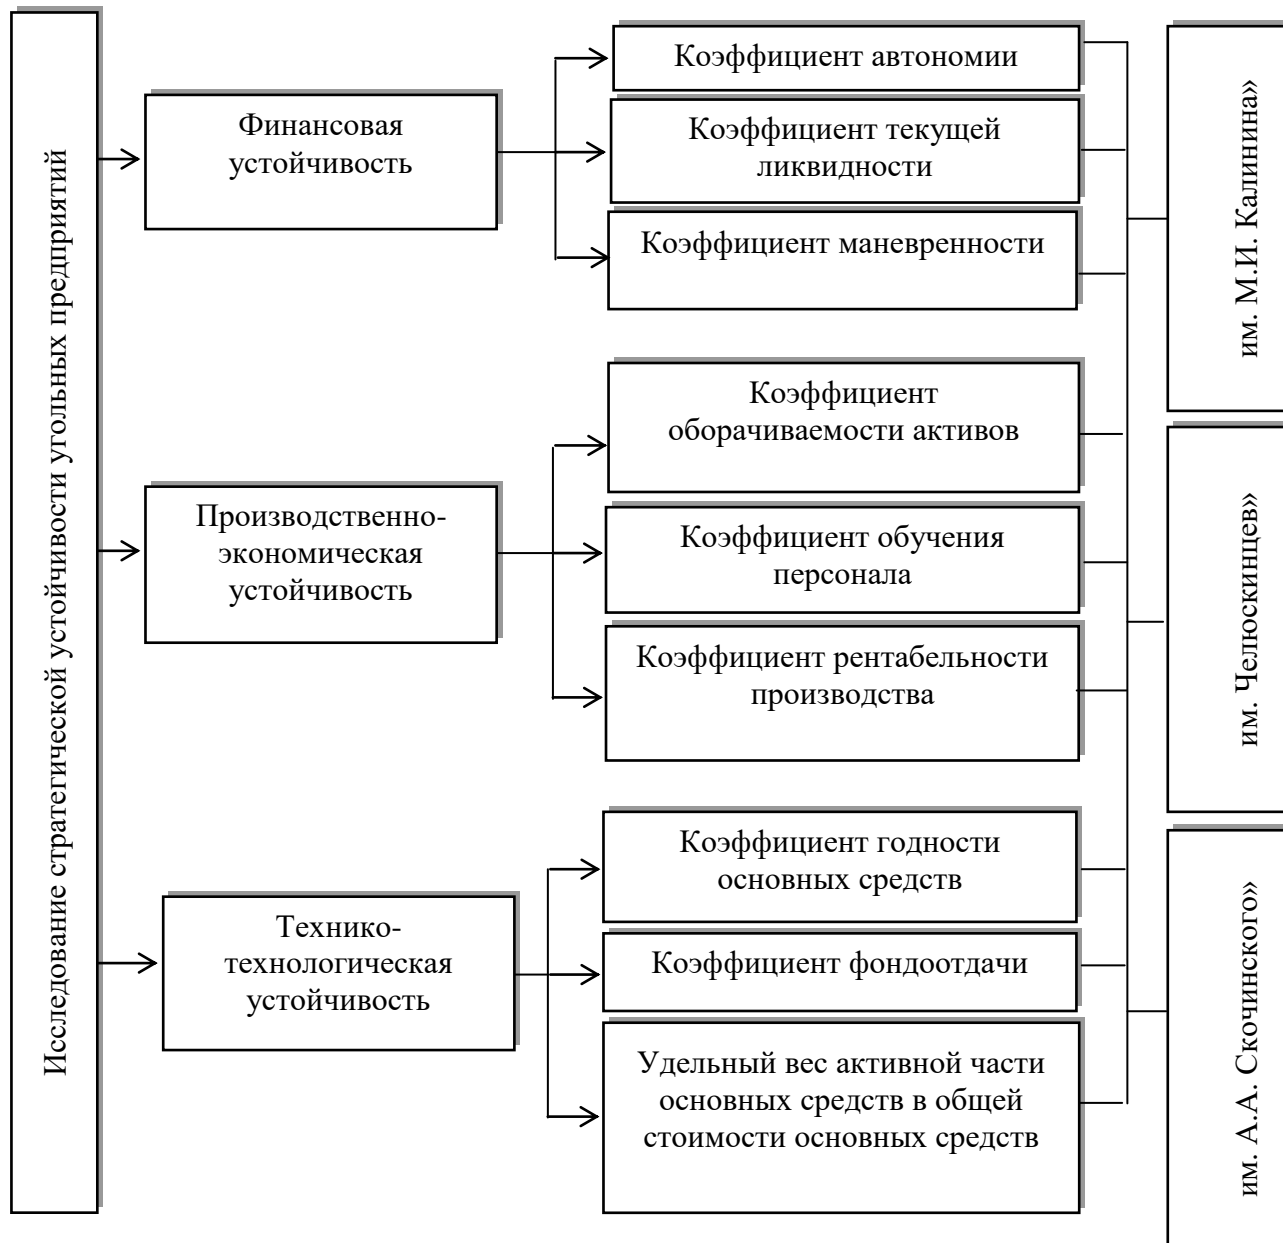 Исследование стратегической устойчивости угольных предприятий
Финансовая
устойчивость
Коэффициент автономии
Коэффициент текущей
ликвидности
Коэффициент маневренности
Производственно-
экономическая
устойчивость
Коэффициент
оборачиваемости активов
Коэффициент обучения
персонала
Коэффициент рентабельности
производства
Технико-
технологическая
устойчивость
Коэффициент годности
основных средств
Коэффициент фондоотдачи
Удельный вес активной части
основных средств в общей
стоимости основных средств
им. М.И. Калинина»
им. Челюскинцев»
им. А.А. Скочинского»